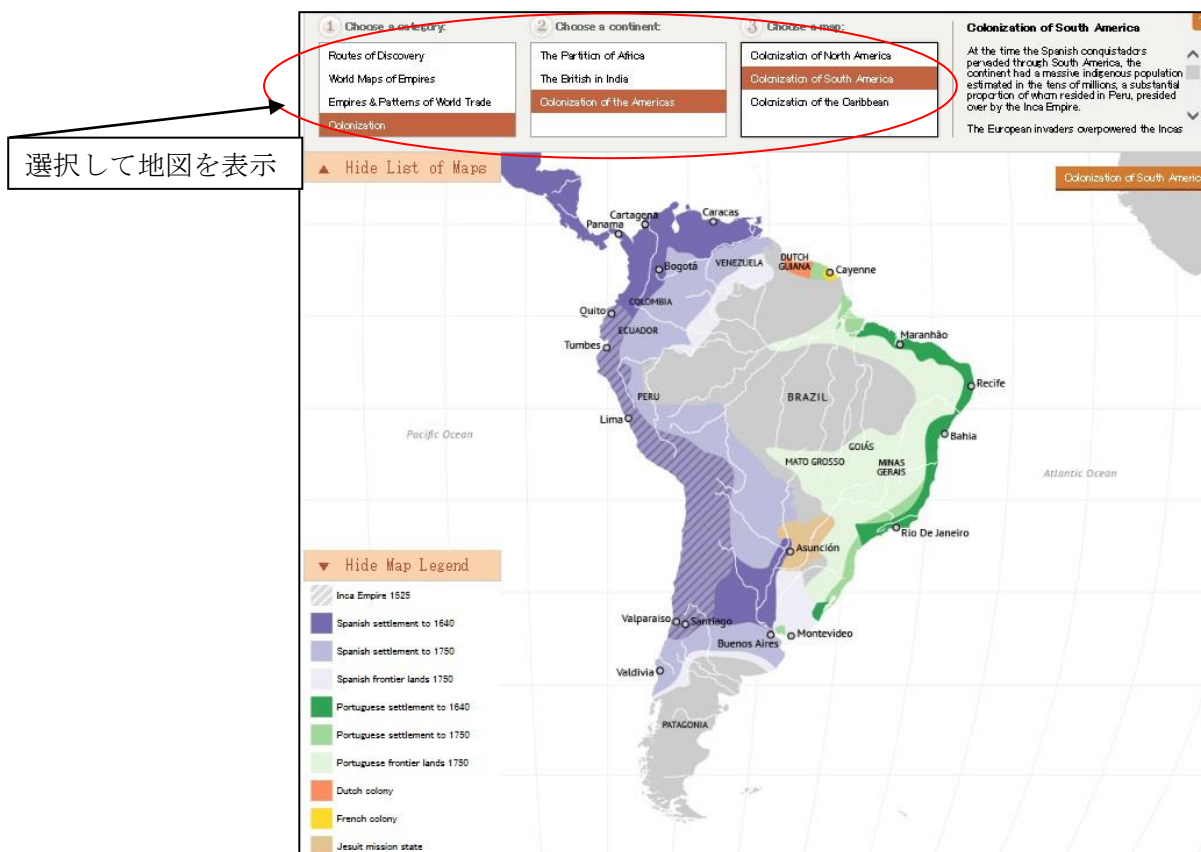 1 Choose a category:
Routes of Discovery
World Maps of Empires
Empires & Patterns of World Trade
Colonization
2 Choose a continent:
The Partition of Africa
The British in India
Colonization of the Americas
3 Choose a map:
Colonization of North America
Colonization of South America
Colonization of the Caribbean
Colonization of South America
At the time the Spanish conquistadors
pervaded through South America, the
continent had a massive indigenous population
estimated in the tens of millions, a substantial
proportion of whom resided in Peru, presided
over by the Inca Empire.
The European invaders overpowered the Incas
選択して地図を表示
▲ Hide List of Maps
Colonization of South Americ
Cartagena
Caracas
Panama
Bogotá
VENEZUELA
DUTCH
GUIANA
Cayenne
COLOMBIA
Quito
ECUADOR
Tumbes
Maranhão
Recife
PERU
BRAZIL
Lima
Pacific Ocean
Bahia
GOIÁS
MATO GROSSO
MINAS
GERAIS
Atlantic Ocean
Rio De Janeiro
Asunción
▼ Hide Map Legend
Inca Empire 1525
Spanish settlement to 1640
Spanish settlement to 1750
Spanish frontier lands 1750
Portuguese settlement to 1640
Portuguese settlement to 1750
Portuguese frontier lands 1750
Dutch colony
French colony
Jesuit mission state
Valparaiso
Santiago
Buenos Aires
Montevideo
Valdivia
PATAGONIA